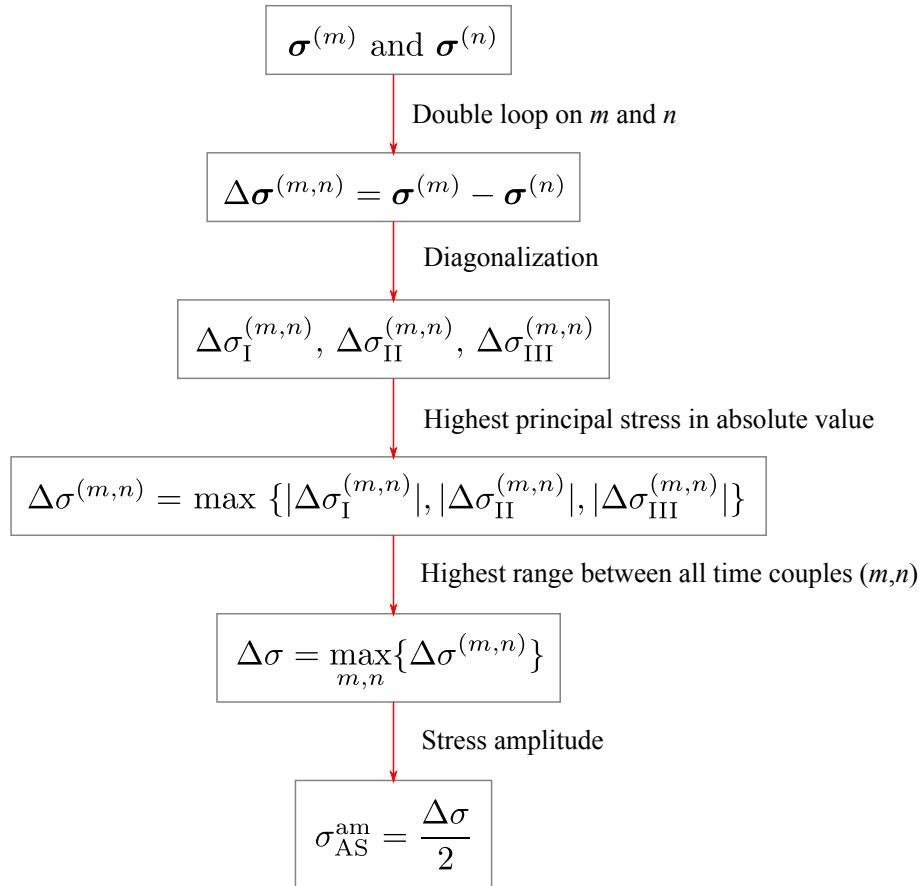 𝝈^(m) and 𝝈^(n)
Double loop on m and n
Δ𝝈^(m,n) = 𝝈^(m) − 𝝈^(n)
Diagonalization
Δσ_I^(m,n), Δσ_II^(m,n), Δσ_III^(m,n)
Highest principal stress in absolute value
Δσ^(m,n) = max {|Δσ_I^(m,n)|, |Δσ_II^(m,n)|, |Δσ_III^(m,n)|}
Highest range between all time couples (m,n)
Δσ = max_{m,n}{Δσ^(m,n)}
Stress amplitude
σ_AS^am = Δσ/2